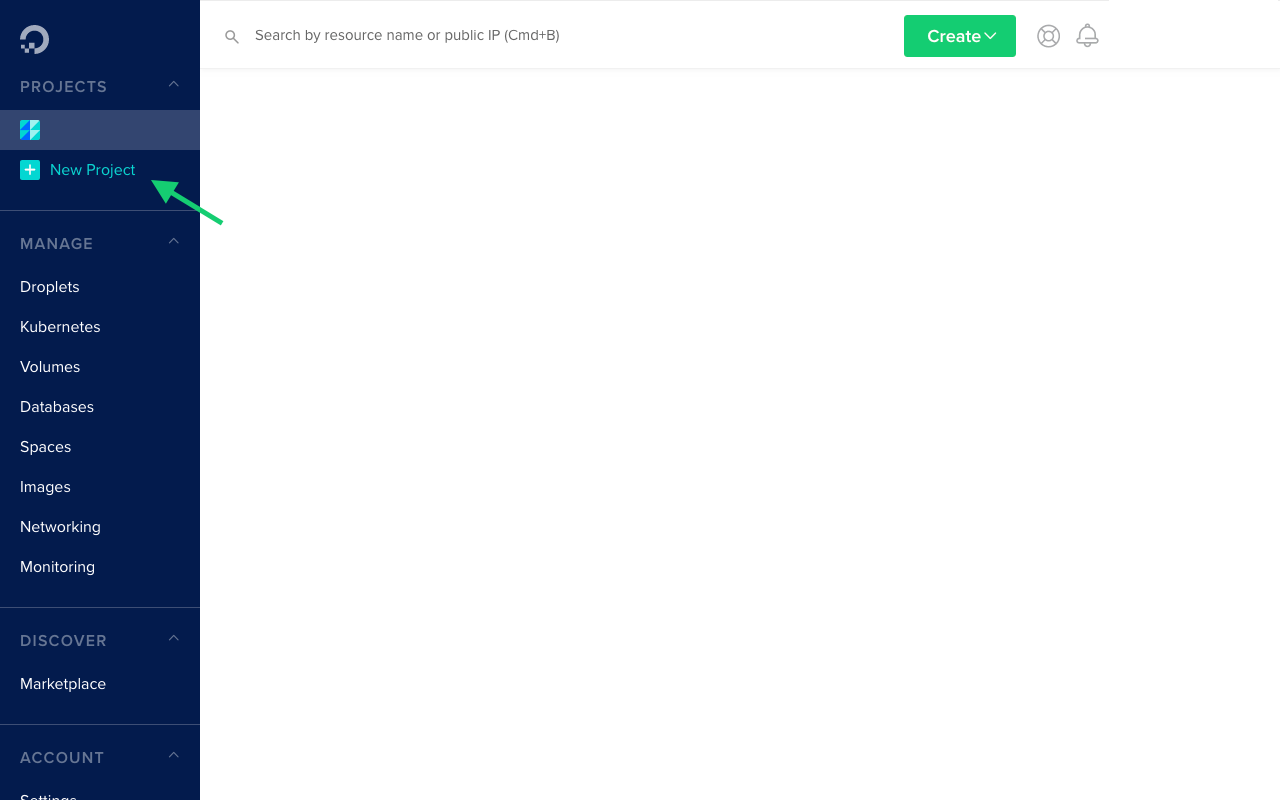 Search by resource name or public IP (Cmd+B)
Create
PROJECTS
New Project
MANAGE
Droplets
Kubernetes
Volumes
Databases
Spaces
Images
Networking
Monitoring
DISCOVER
Marketplace
ACCOUNT
Settings